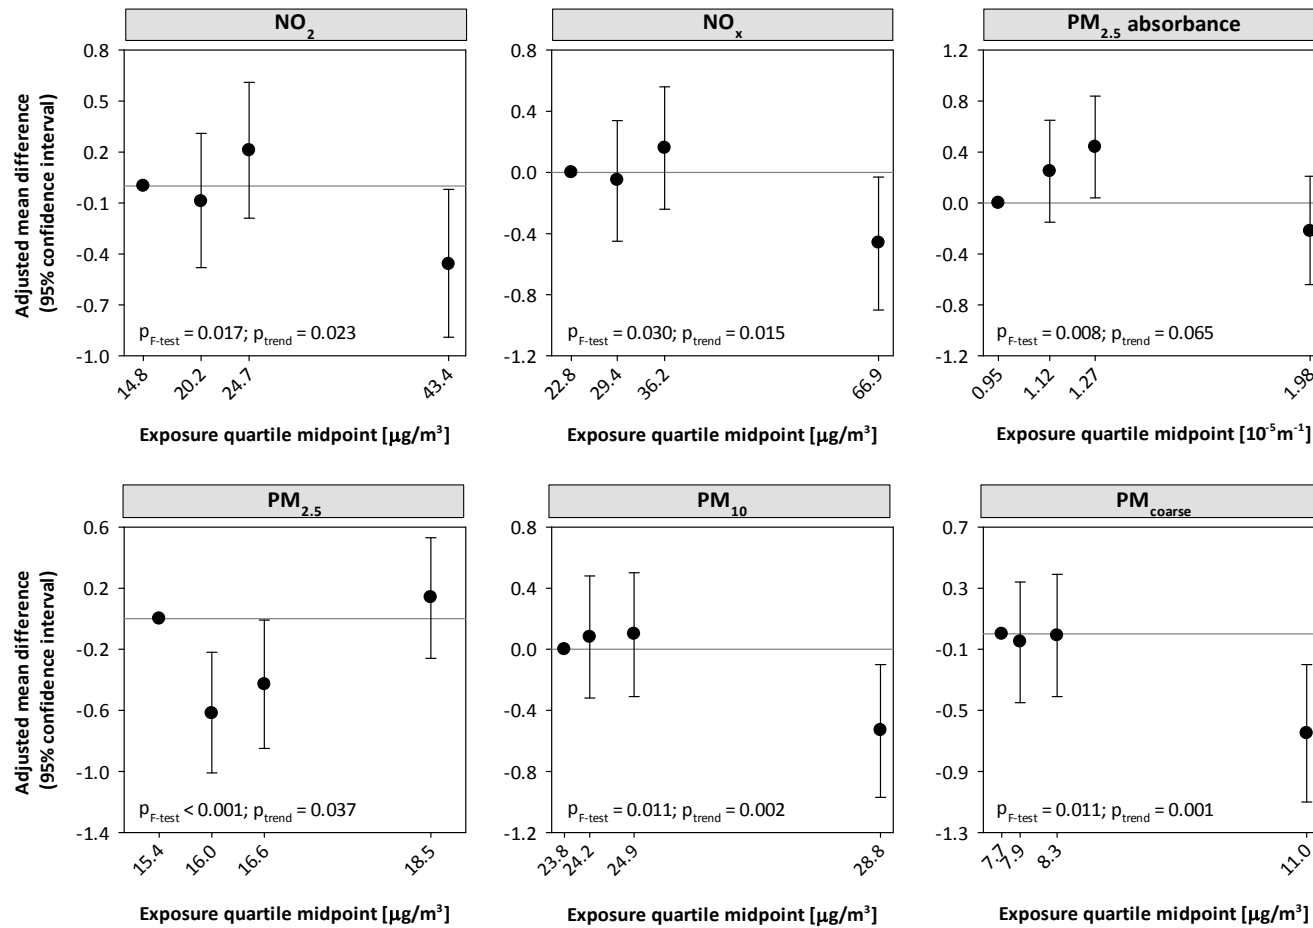 NO2
NOx
PM2.5 absorbance
Adjusted mean difference
(95% confidence interval)
0.8
0.5
0.2
-0.1
-0.4
-0.7
-1.0
pF-test = 0.017; ptrend = 0.023
14.8
20.2
24.7
43.4
Exposure quartile midpoint [μg/m³]
0.8
0.4
0.0
-0.4
-0.8
-1.2
pF-test = 0.030; ptrend = 0.015
22.8
29.4
36.2
66.9
Exposure quartile midpoint [μg/m³]
1.2
0.8
0.4
0.0
-0.4
-0.8
-1.2
pF-test = 0.008; ptrend = 0.065
0.95
1.12
1.27
1.98
Exposure quartile midpoint [10⁻⁵m⁻¹]
PM2.5
PM10
PMcoarse
Adjusted mean difference
(95% confidence interval)
0.6
0.2
-0.2
-0.6
-1.0
-1.4
pF-test < 0.001; ptrend = 0.037
15.4
16.0
16.6
18.5
Exposure quartile midpoint [μg/m³]
0.8
0.4
0.0
-0.4
-0.8
-1.2
pF-test = 0.011; ptrend = 0.002
23.8
24.2
24.9
28.8
Exposure quartile midpoint [μg/m³]
0.7
0.3
-0.1
-0.5
-0.9
-1.3
pF-test = 0.011; ptrend = 0.001
7.7
7.9
8.3
11.0
Exposure quartile midpoint [μg/m³]